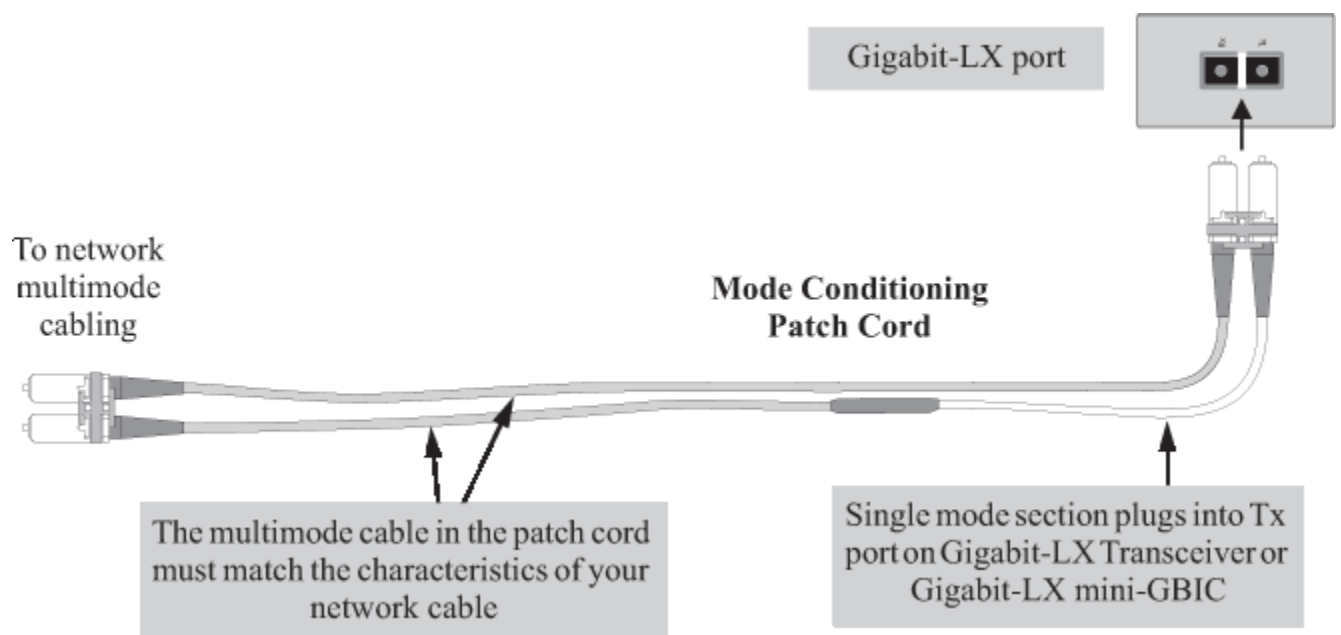 Gigabit-LX port
To network
multimode
cabling
Mode Conditioning
Patch Cord
The multimode cable in the patch cord
must match the characteristics of your
network cable
Single mode section plugs into Tx
port on Gigabit-LX Transceiver or
Gigabit-LX mini-GBIC